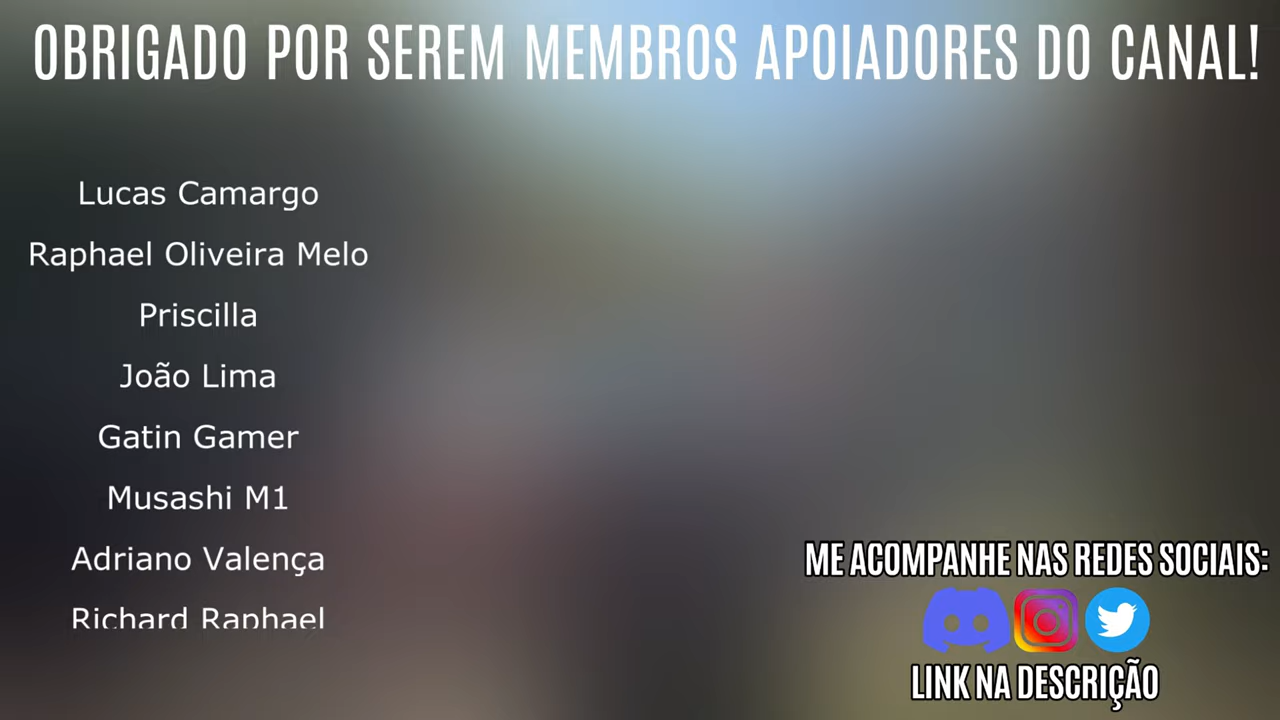 OBRIGADO POR SEREM MEMBROS APOIADORES DO CANAL!
Lucas Camargo
Raphael Oliveira Melo
Priscilla
João Lima
Gatin Gamer
Musashi M1
Adriano Valença
Richard Raphael
ME ACOMPANHE NAS REDES SOCIAIS:
LINK NA DESCRIÇÃO